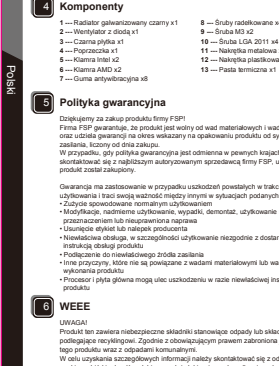 Polski
4 Komponenty
1 --- Radiator galwanizowany czarny x1
2 --- Wentylator z diodą x1
3 --- Czarna płytka x1
4 --- Poprzeczka x1
5 --- Klamra Intel x2
6 --- Klamra AMD x2
7 --- Guma antywibracyjna x8
8 --- Śruby radełkowane x
9 --- Śruba M3 x2
10 --- Śruba LGA 2011 x4
11 --- Nakrętka metalowa
12 --- Nakrętka plastikowa
13 --- Pasta termiczna x1
5 Polityka gwarancyjna
Dziękujemy za zakup produktu firmy FSP!
Firma FSP gwarantuje, że produkt jest wolny od wad materiałowych i wad
oraz udziela gwarancji na okres wskazany na opakowaniu produktu od sy
zasilania, liczony od dnia zakupu.
W przypadku, gdy polityka gwarancyjna jest odmienna w pewnych krajach
skontaktować się z najbliższym autoryzowanym sprzedawcą firmy FSP, u
produkt został zakupiony.
Gwarancja ma zastosowanie w przypadku uszkodzeń powstałych w trakc
użytkowania i traci swoją ważność między innymi w sytuacjach podanych
• Zużycie spowodowane normalnym użytkowaniem
• Modyfikacje, nadmierne użytkowanie, wypadki, demontaż, użytkowanie
przeznaczeniem lub nieuprawniona naprawa
• Usunięcie etykiet lub nalepek producenta
• Niewłaściwa obsługa, w szczególności użytkowanie niezgodnie z dostar
instrukcją obsługi produktu
• Podłączenie do niewłaściwego źródła zasilania
• Inne przyczyny, które nie są powiązane z wadami materiałowymi lub wa
wykonania produktu
• Procesor i płyta główna mogą ulec uszkodzeniu w razie niewłaściwej ins
produktu
6 WEEE
UWAGA!
Produkt ten zawiera niebezpieczne składniki stanowiące odpady lub skład
podlegające recyklingowi. Zgodnie z obowiązującym prawem zabroniona
tego produktu wraz z odpadami komunalnymi.
W celu uzyskania szczegółowych informacji należy skontaktować się z od